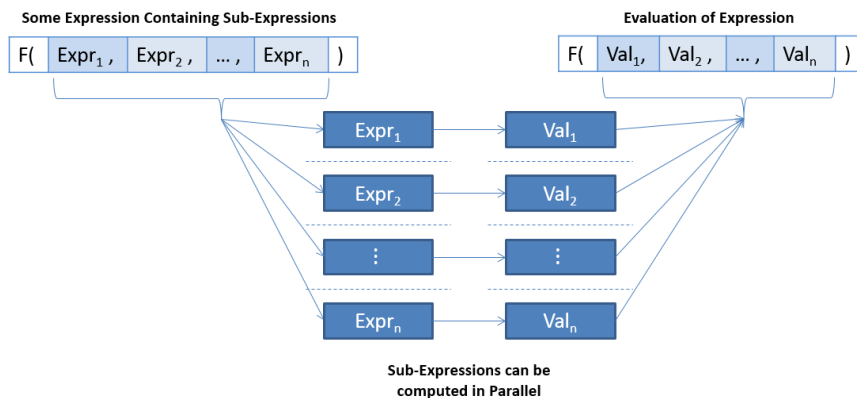 Some Expression Containing Sub-Expressions
Evaluation of Expression
F( Expr₁ , Expr₂ , ... , Exprₙ )
F( Val₁, Val₂ , ... , Valₙ )
Expr₁
Val₁
Expr₂
Val₂
⋮
⋮
Exprₙ
Valₙ
Sub-Expressions can be
computed in Parallel